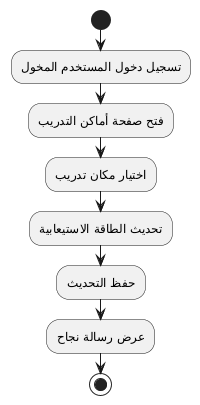 تسجيل دخول المستخدم المخول
فتح صفحة أماكن التدريب
اختيار مكان تدريب
تحديث الطاقة الاستيعابية
حفظ التحديث
عرض رسالة نجاح